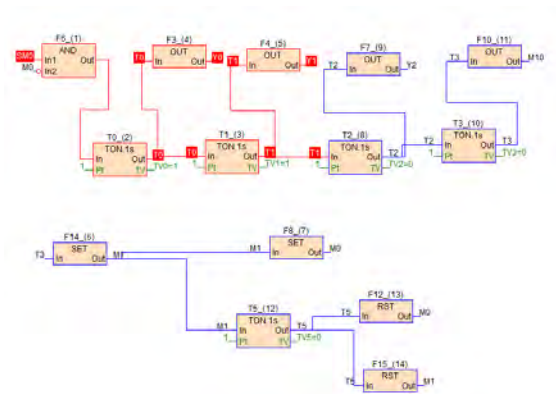 F6_(1) F3_(4) F4_(5) F7_(9) F10_(11)
SM0 In1 AND Out T0 In OUT Out Y0 T1 In OUT Out Y1 T2 In OUT Out Y2 T3 In OUT Out M10
M0 In2
T0_(2) T1_(3) T2_(8) T3_(10)
TON.1s TON.1s TON.1s TON.1s
In Out T0 T0 In Out T1 T1 In Out T2 T2 In Out T3
1 Pt TV TV0=1 1 Pt TV TV1=1 1 Pt TV TV2=0 1 Pt TV TV3=0
F14_(6) F8_(7)
SET SET
T3 In Out M1 M1 In Out M0
T5_(12) F12_(13)
TON.1s RST
M1 In Out T5 T5 In Out M0
1 Pt TV TV5=0
F15_(14)
RST
T5 In Out M1